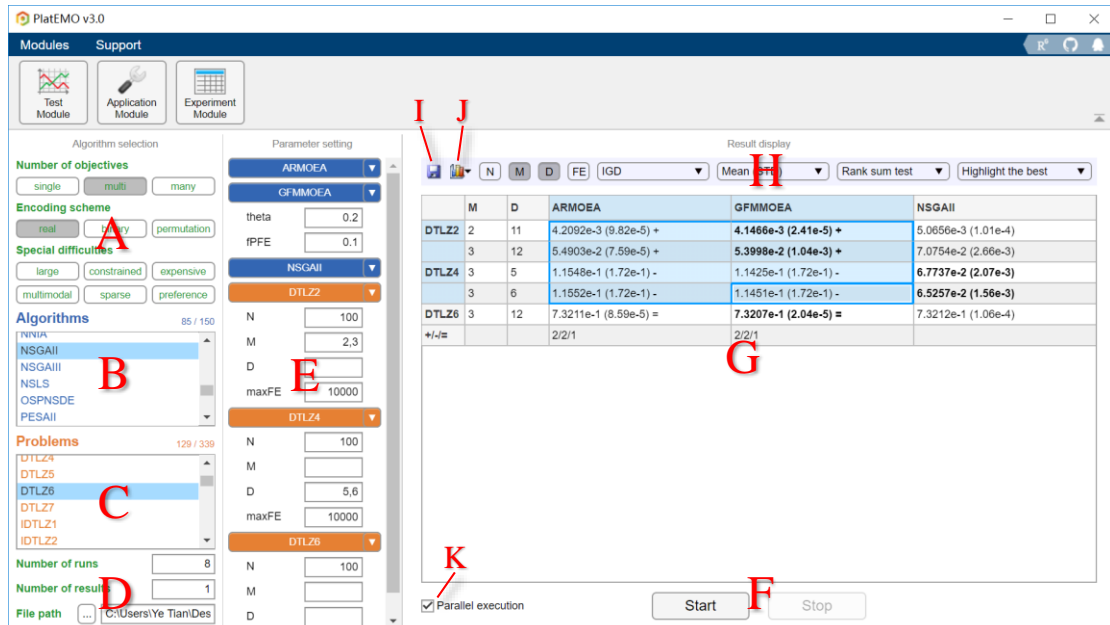 PlatEMO v3.0
Modules Support
Test Module
Application Module
Experiment Module
I J
Algorithm selection
Number of objectives
single multi many
Encoding scheme
real binary permutation
A
Special difficulties
large constrained expensive
multimodal sparse preference
Algorithms 85 / 150
NNIA
NSGAII
NSGAIII
NSLS
OSPNSDE
PESAII
B
Problems 129 / 339
DTLZ4
DTLZ5
DTLZ6
DTLZ7
IDTLZ1
IDTLZ2
C
Number of runs 8
Number of results 1
D
File path ... C:\Users\Ye Tian\Des
Parameter setting
ARMOEA
GFMMOEA
theta 0.2
fPFE 0.1
NSGAII
DTLZ2
N 100
M 2,3
D
E
maxFE 10000
DTLZ4
N 100
M
D 5,6
maxFE 10000
DTLZ6
N 100
M
D
Result display
N M D FE IGD Mean (STD) Rank sum test Highlight the best
H
M D ARMOEA GFMMOEA NSGAII
DTLZ2 2 11 4.2092e-3 (9.82e-5) + 4.1466e-3 (2.41e-5) + 5.0656e-3 (1.01e-4)
3 12 5.4903e-2 (7.59e-5) + 5.3998e-2 (1.04e-3) + 7.0754e-2 (2.66e-3)
DTLZ4 3 5 1.1548e-1 (1.72e-1) - 1.1425e-1 (1.72e-1) - 6.7737e-2 (2.07e-3)
3 6 1.1552e-1 (1.72e-1) - 1.1451e-1 (1.72e-1) - 6.5257e-2 (1.56e-3)
DTLZ6 3 12 7.3211e-1 (8.59e-5) = 7.3207e-1 (2.04e-5) = 7.3212e-1 (1.06e-4)
+/-/= 2/2/1 2/2/1
G
K
Parallel execution Start F Stop